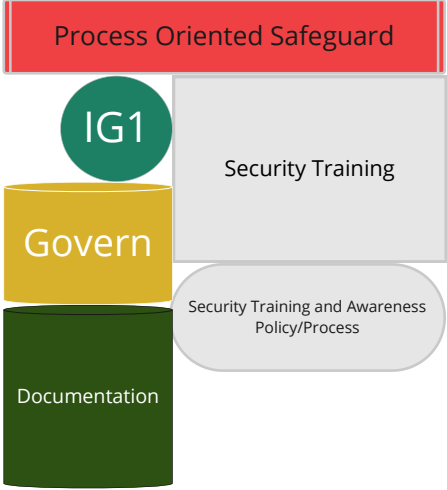 Process Oriented Safeguard
IG1
Security Training
Govern
Security Training and Awareness
Policy/Process
Documentation